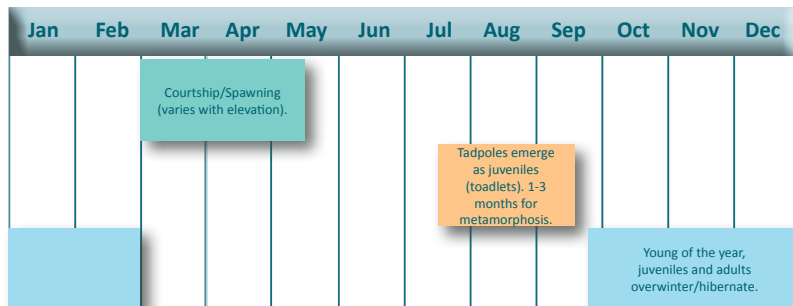 Jan Feb Mar Apr May Jun Jul Aug Sep Oct Nov Dec
Courtship/Spawning
(varies with elevation).
Tadpoles emerge
as juveniles
(toadlets). 1-3
months for
metamorphosis.
Young of the year,
juveniles and adults
overwinter/hibernate.